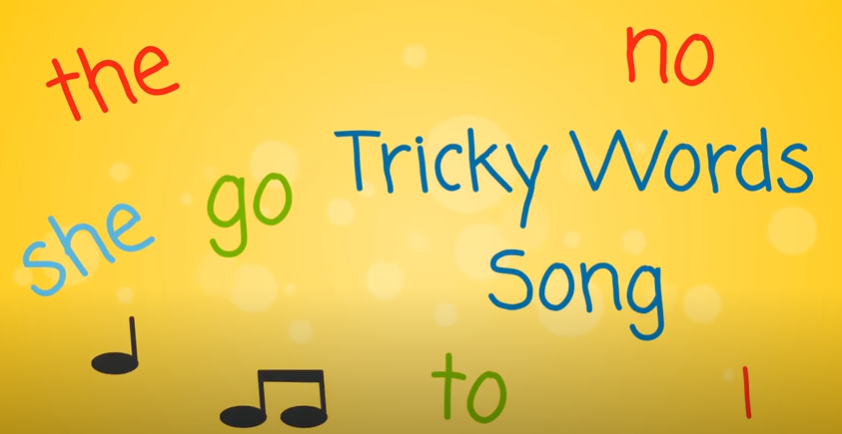 the
no
Tricky Words
she
go
Song
to
I